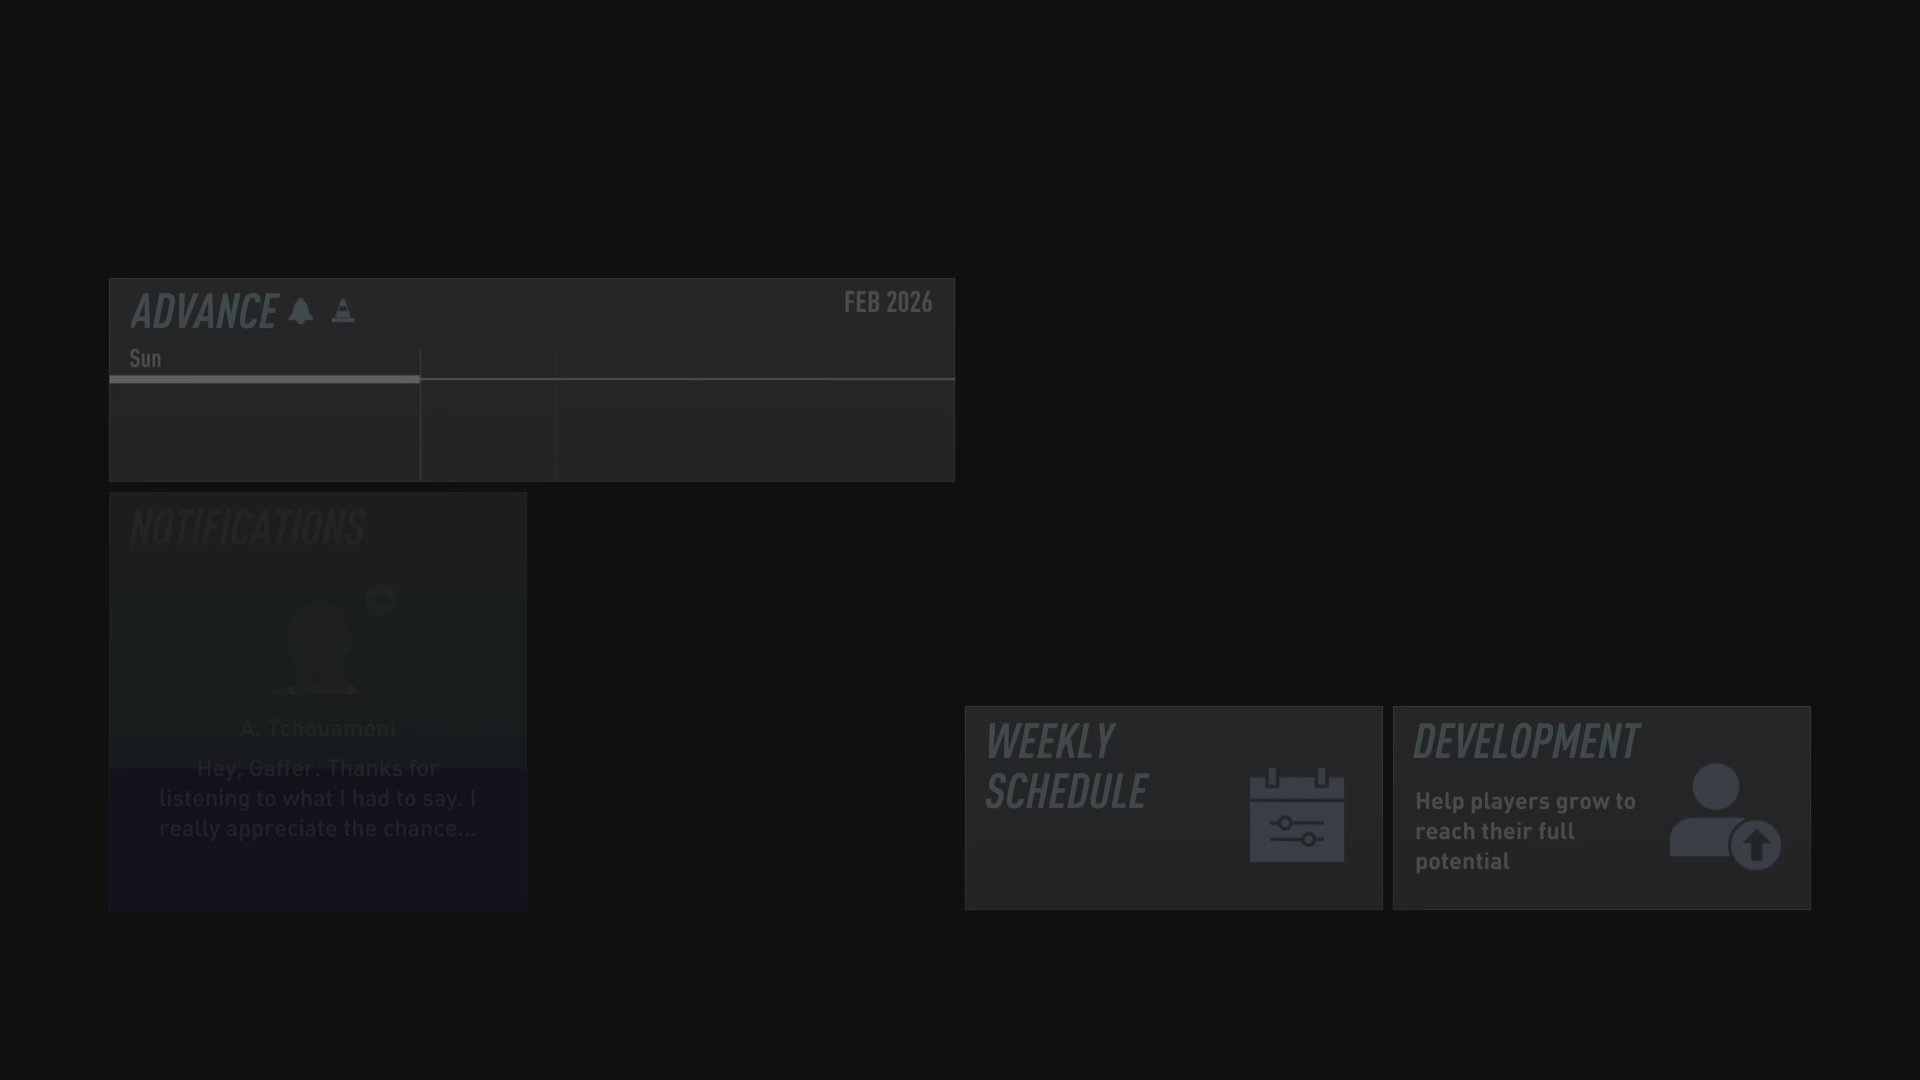 ADVANCE
FEB 2026
Sun
NOTIFICATIONS
A. Tchouaméni
Hey, Gaffer. Thanks for
listening to what I had to say. I
really appreciate the chance...
WEEKLY
SCHEDULE
DEVELOPMENT
Help players grow to
reach their full
potential